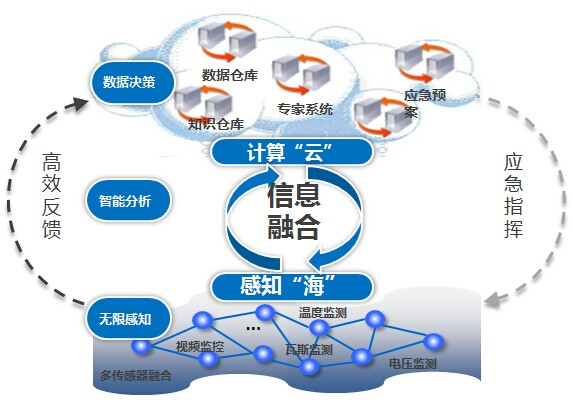 数据仓库
数据决策
应急预
案
专家系统
知识仓库
计算“云”
高效反馈
智能分析
信息
融合
应急指挥
感知“海”
无限感知
温度监测
...
视频监控
瓦斯监测
电压监测
多传感器融合